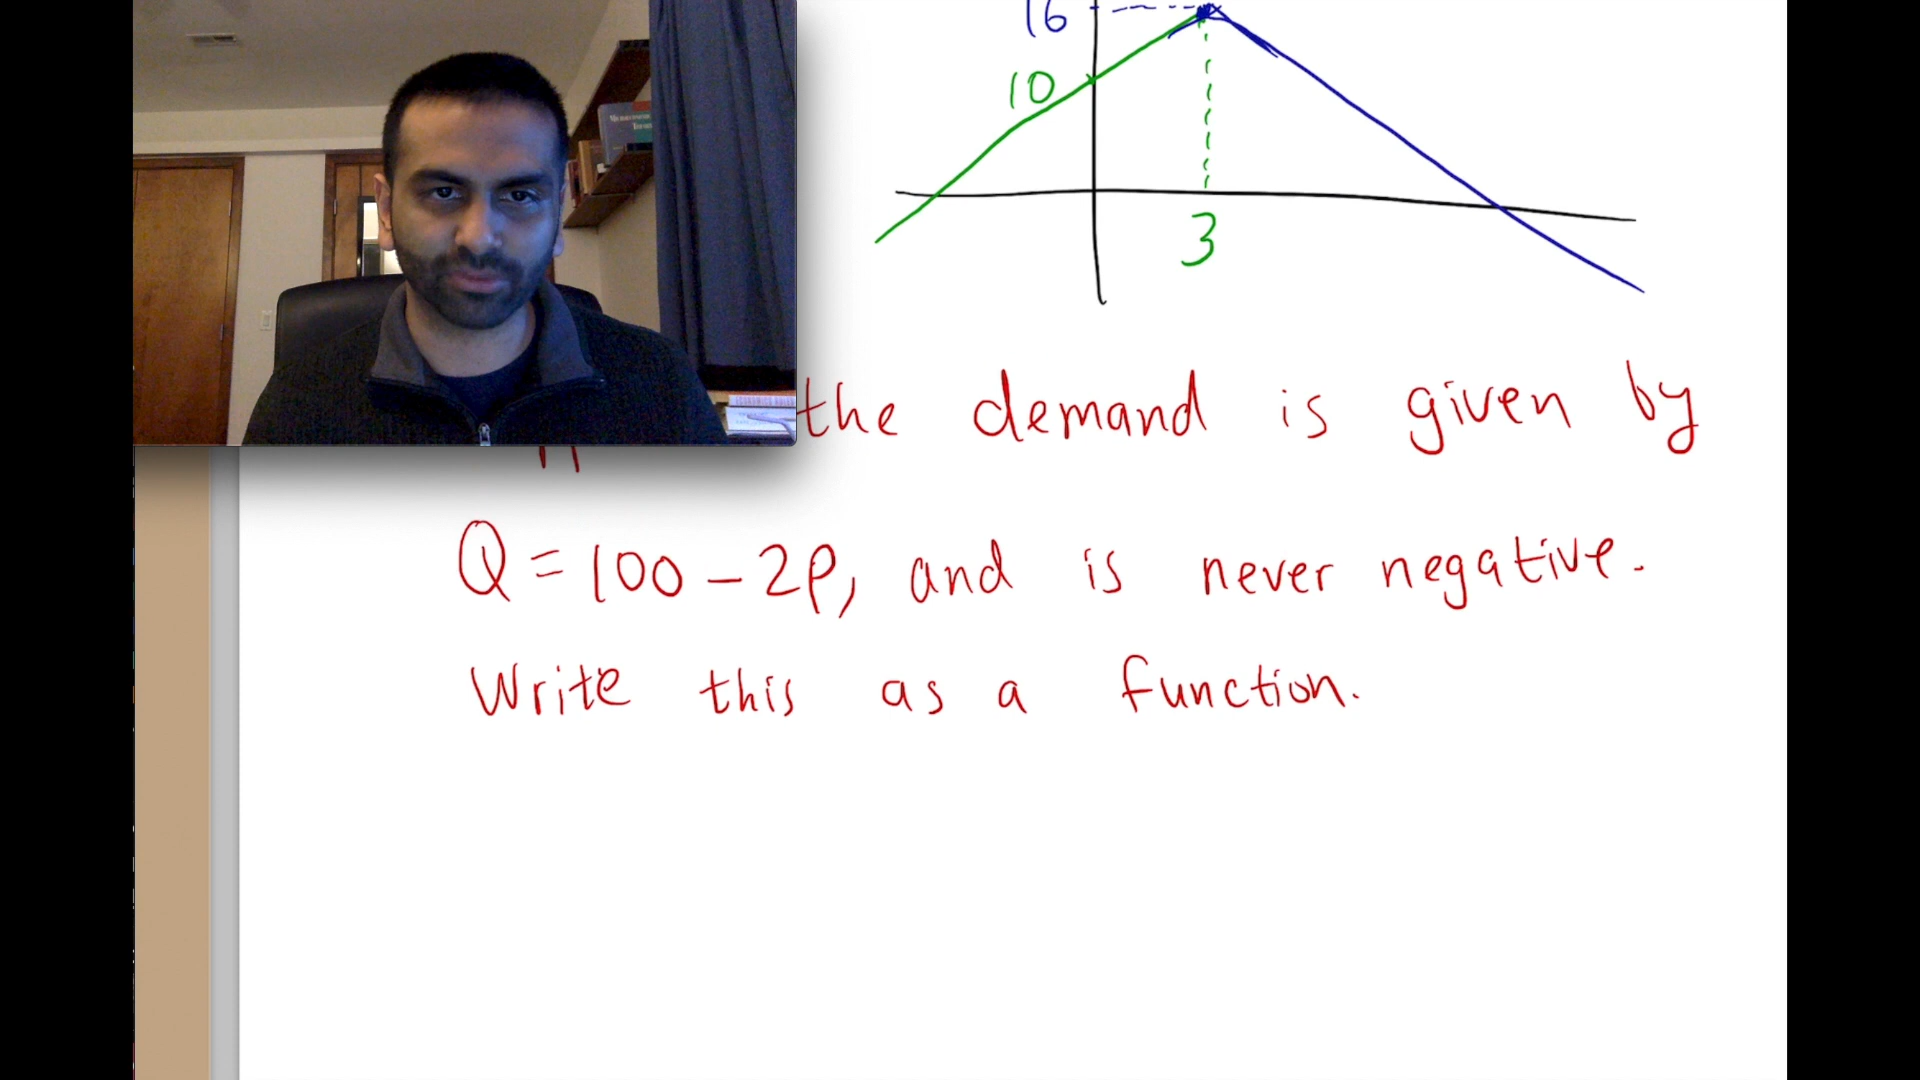 16
10
3
the demand is given by
Q = 100 - 2P, and is never negative.
Write this as a function.